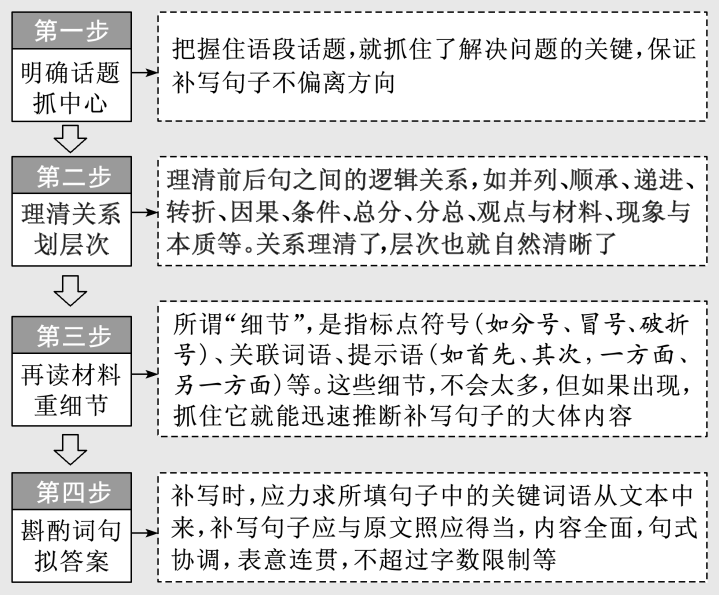 第一步
明确话题
抓中心
把握住语段话题,就抓住了解决问题的关键,保证
补写句子不偏离方向
第二步
理清关系
划层次
理清前后句之间的逻辑关系,如并列、顺承、递进、
转折、因果、条件、总分、分总、观点与材料、现象与
本质等。关系理清了,层次也就自然清晰了
第三步
再读材料
重细节
所谓“细节”,是指标点符号(如分号、冒号、破折
号)、关联词语、提示语(如首先、其次,一方面、
另一方面)等。这些细节,不会太多,但如果出现,
抓住它就能迅速推断补写句子的大体内容
第四步
斟酌词句
拟答案
补写时,应力求所填句子中的关键词语从文本中
来,补写句子应与原文照应得当,内容全面,句式
协调,表意连贯,不超过字数限制等